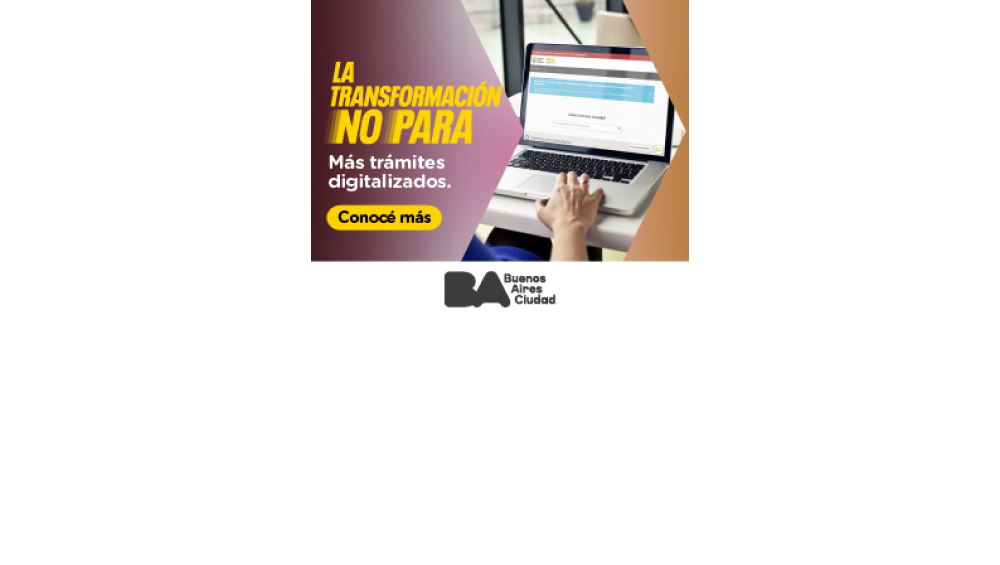 LA
TRANSFORMACIÓN
NO PARA
Más trámites
digitalizados.
Conocé más
BA Buenos
Aires
Ciudad